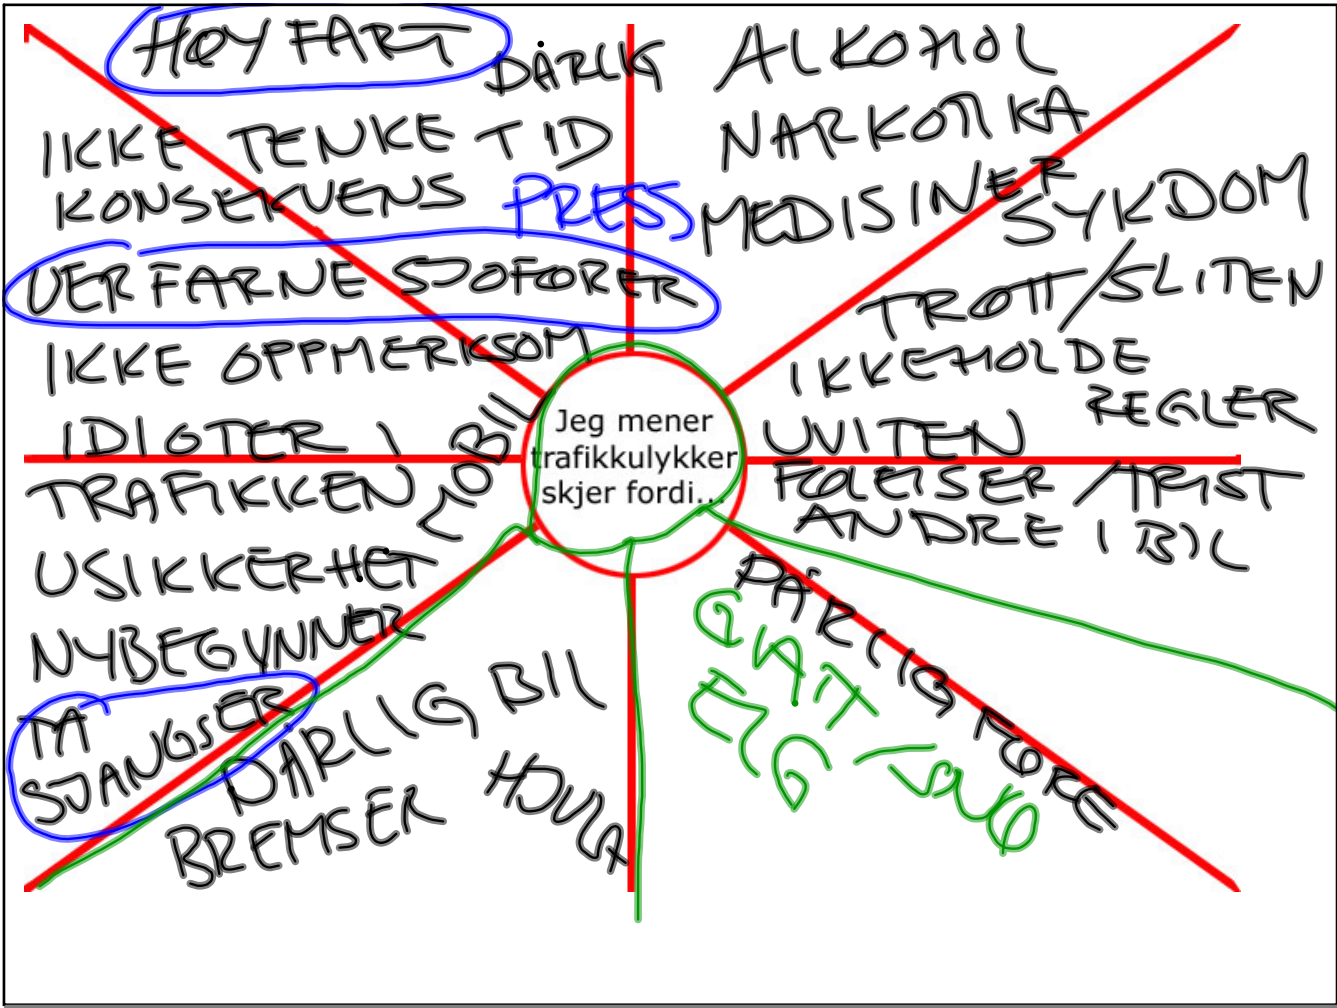 HØY FART
DÅRLIG
IKKE TENKE TID
KONSEKVENS PRESS
UERFARNE SJOFORER
IKKE OPPMERKSOM
IDIOTER I
TRAFIKKEN
MOBIL
USIKKERHET
NYBEGYNNER
TA
SJANGSER
DÅRLIG BIL
BREMSER
HJULA
ALKOHOL
NARKOTIKA
MEDISINER
SYKDOM
TRØTT/SLITEN
IKKE HOLDE
REGLER
UVITEN
FØLELSER /TRIST
ANDRE I BIL
Jeg mener
trafikkulykker
skjer fordi...
DÅRLIG FØRE
GLATT /SNØ
ELG